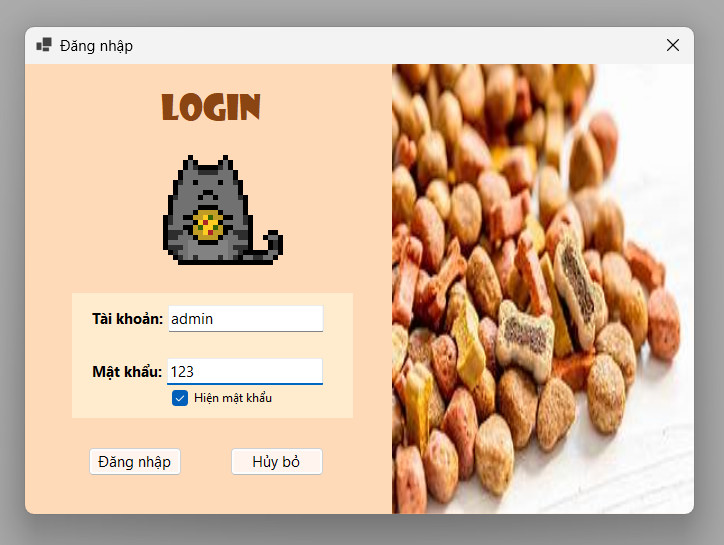 Đăng nhập
LOGIN
Tài khoản: admin
Mật khẩu: 123
Hiện mật khẩu
Đăng nhập Hủy bỏ